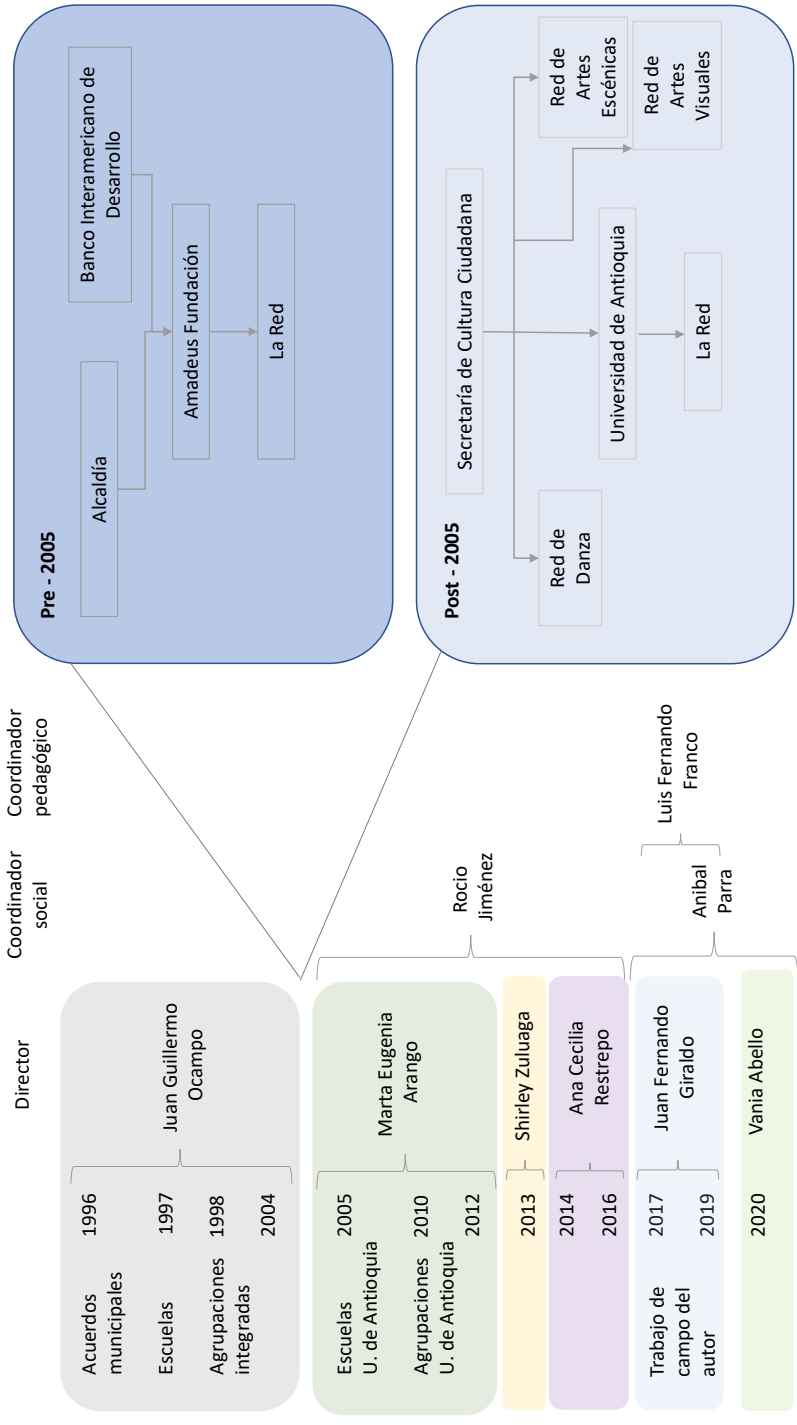 Director
Coordinador
social
Coordinador
pedagógico
Acuerdos
municipales
1996
Escuelas
1997
Agrupaciones
integradas
1998
2004
Juan Guillermo
Ocampo
Escuelas
U. de Antioquia
2005
Agrupaciones
U. de Antioquia
2010
2012
Marta Eugenia
Arango
2013
Shirley Zuluaga
2014
2016
Ana Cecilia
Restrepo
Rocio
Jiménez
Trabajo de
campo del
autor
2017
2019
Juan Fernando
Giraldo
2020
Vania Abello
Anibal
Parra
Luis Fernando
Franco
Pre - 2005
Alcaldía
Banco Interamericano de
Desarrollo
Amadeus Fundación
La Red
Post - 2005
Secretaría de Cultura Ciudadana
Red de
Danza
Universidad de Antioquia
La Red
Red de
Artes
Escénicas
Red de
Artes
Visuales